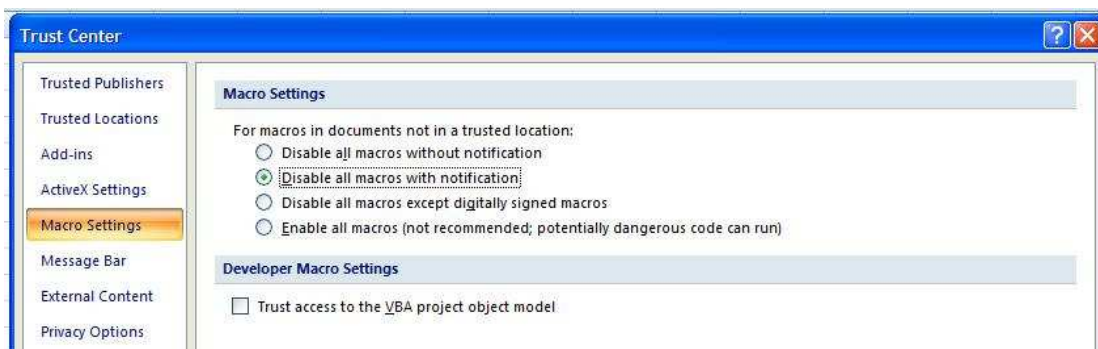 Trust Center
Trusted Publishers
Trusted Locations
Add-ins
ActiveX Settings
Macro Settings
Message Bar
External Content
Privacy Options
Macro Settings
For macros in documents not in a trusted location:
Disable all macros without notification
Disable all macros with notification
Disable all macros except digitally signed macros
Enable all macros (not recommended; potentially dangerous code can run)
Developer Macro Settings
Trust access to the VBA project object model